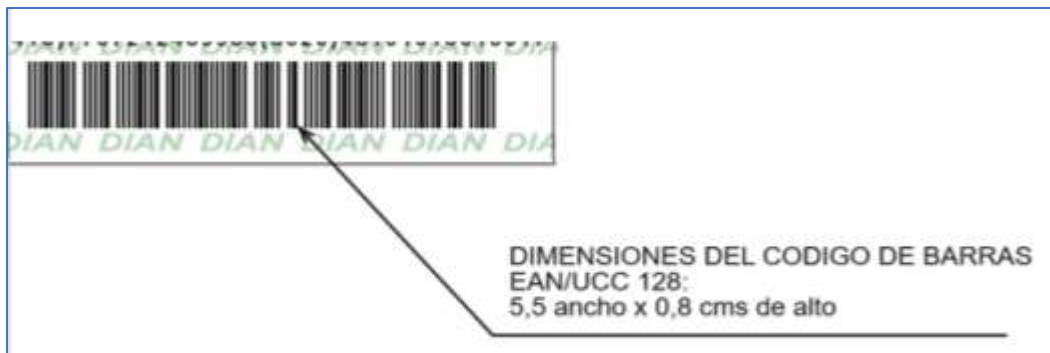 DIAN DIAN DIAN DIAN DIAN
DIMENSIONES DEL CODIGO DE BARRAS
EAN/UCC 128:
5,5 ancho x 0,8 cms de alto